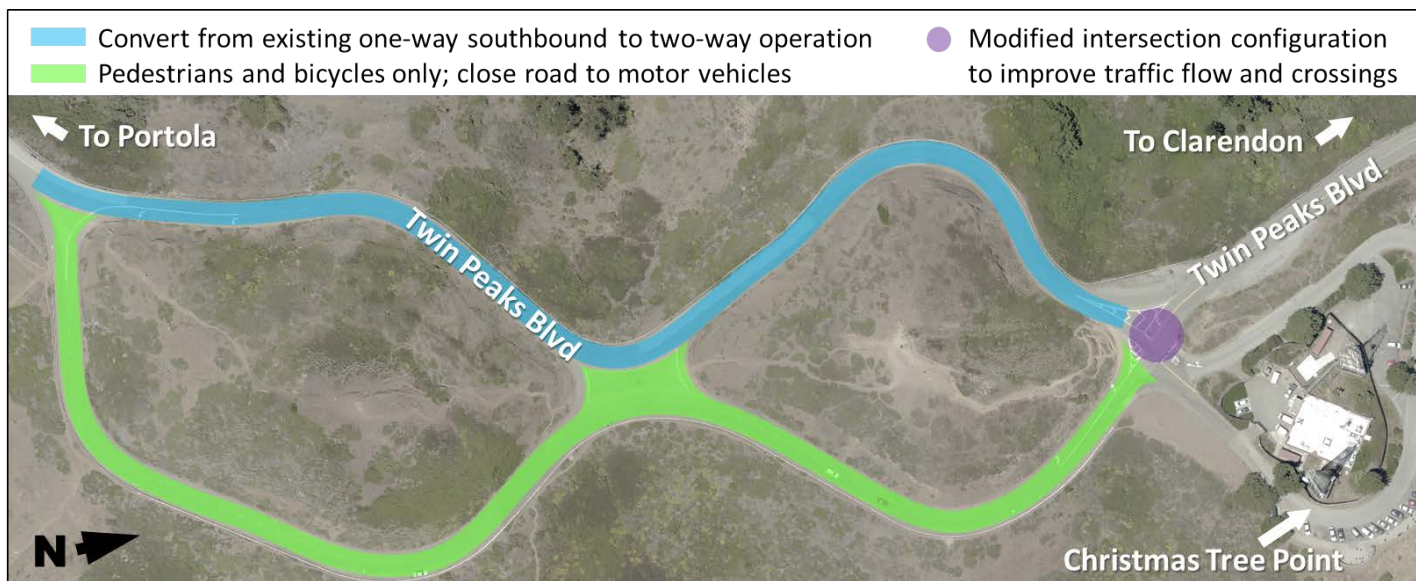 Convert from existing one-way southbound to two-way operation
Pedestrians and bicycles only; close road to motor vehicles
Modified intersection configuration
to improve traffic flow and crossings
To Portola
To Clarendon
Twin Peaks Blvd
Twin Peaks Blvd
N
Christmas Tree Point